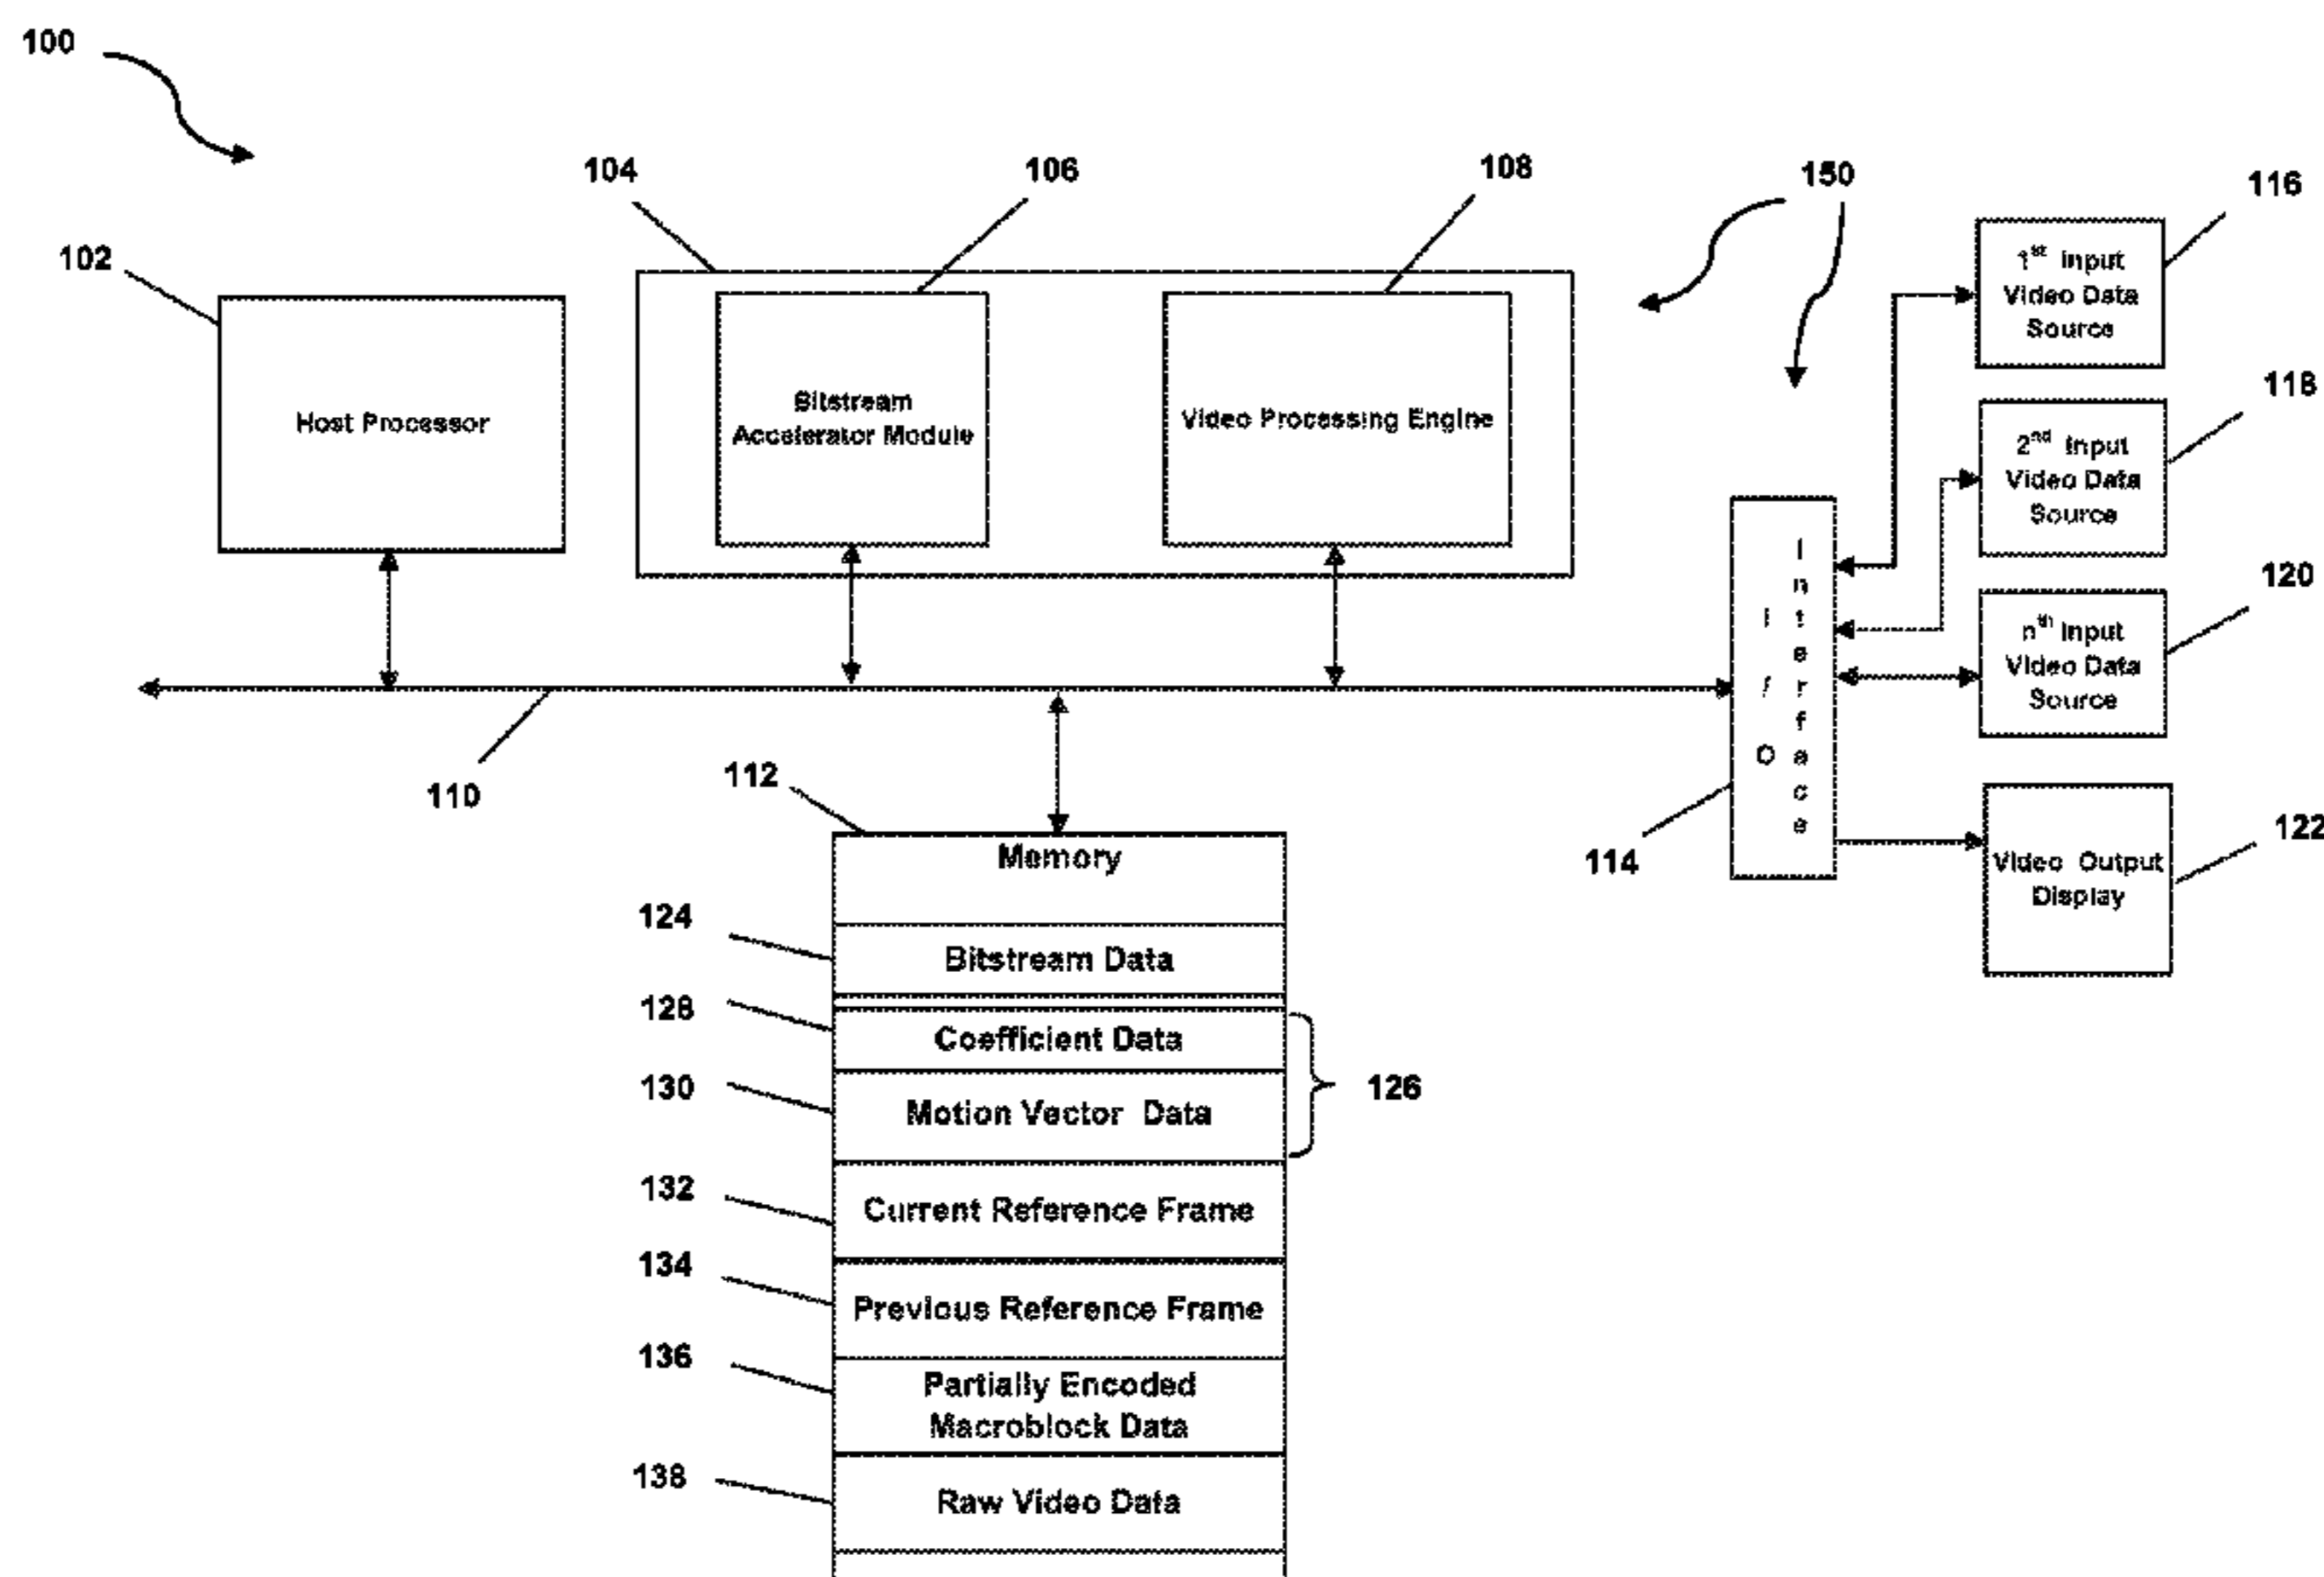 100
104
106
108
150
116
102
1st Input
Video Data
Source
Host Processor
Bitstream
Accelerator Module
Video Processing Engine
118
2nd Input
Video Data
Source
120
nth Input
Video Data
Source
I/O
Interface
110
112
114
122
Video Output
Display
Memory
124
Bitstream Data
128
Coefficient Data
130
Motion Vector Data
126
132
Current Reference Frame
134
Previous Reference Frame
136
Partially Encoded
Macroblock Data
138
Raw Video Data